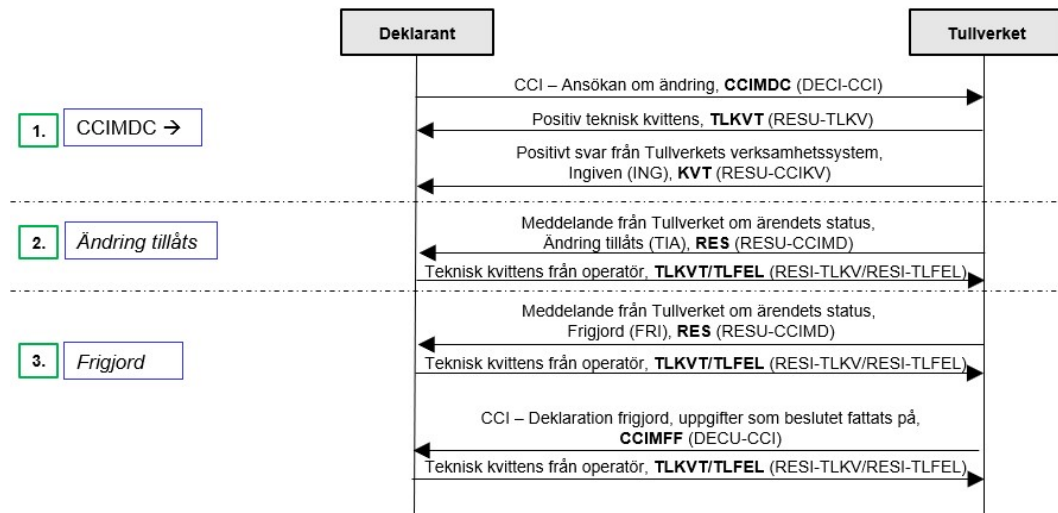 Deklarant
Tullverket
CCI – Ansökan om ändring, CCIMDC (DECI-CCI)
1.
CCIMDC →
Positiv teknisk kvittens, TLKVT (RESU-TLKV)
Positivt svar från Tullverkets verksamhetssystem,
Ingiven (ING), KVT (RESU-CCIKV)
2.
Ändring tillåts
Meddelande från Tullverket om ärendets status,
Ändring tillåts (TIA), RES (RESU-CCIMD)
Teknisk kvittens från operatör, TLKVT/TLFEL (RESI-TLKV/RESI-TLFEL)
3.
Frigjord
Meddelande från Tullverket om ärendets status,
Frigjord (FRI), RES (RESU-CCIMD)
Teknisk kvittens från operatör, TLKVT/TLFEL (RESI-TLKV/RESI-TLFEL)
CCI – Deklaration frigjord, uppgifter som beslutet fattats på,
CCIMFF (DECU-CCI)
Teknisk kvittens från operatör, TLKVT/TLFEL (RESI-TLKV/RESI-TLFEL)